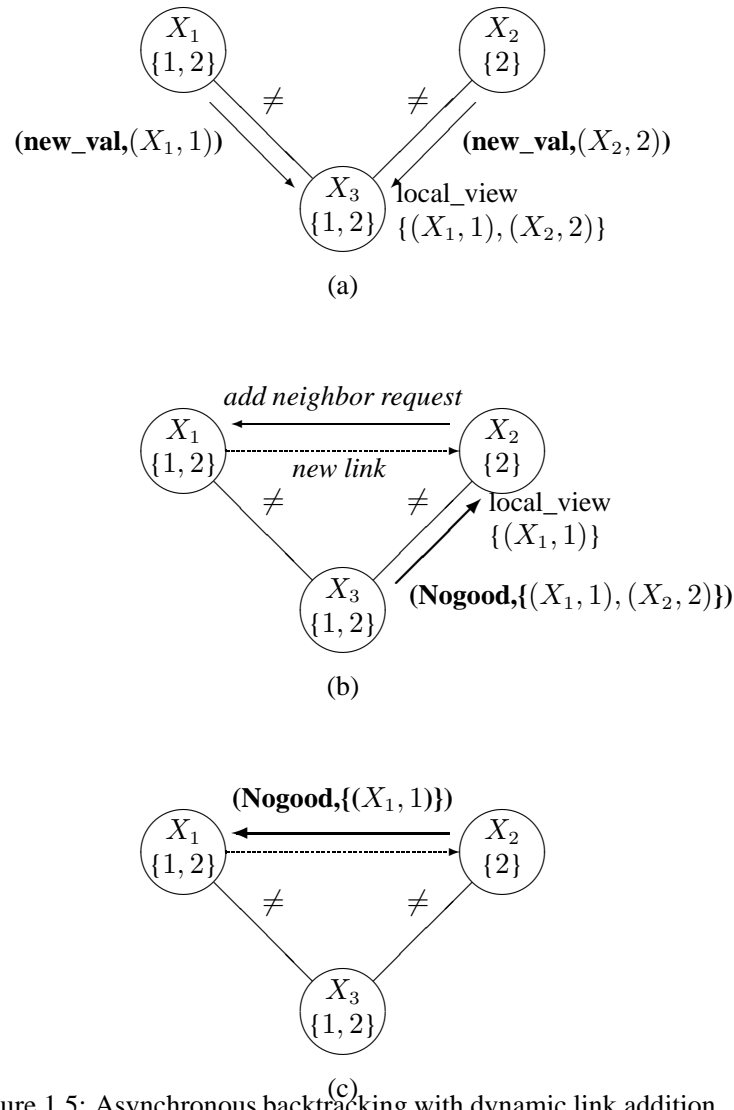 X₁
{1, 2}
X₂
{2}
≠
≠
(new_val,(X₁, 1))
(new_val,(X₂, 2))
X₃
{1, 2}
local_view
{(X₁, 1), (X₂, 2)}
(a)
add neighbor request
X₁
{1, 2}
X₂
{2}
new link
≠
≠
local_view
{(X₁, 1)}
X₃
{1, 2}
(Nogood,{(X₁, 1), (X₂, 2)})
(b)
(Nogood,{(X₁, 1)})
X₁
{1, 2}
X₂
{2}
≠
≠
X₃
{1, 2}
(c)
ure 1.5: Asynchronous backtracking with dynamic link addition